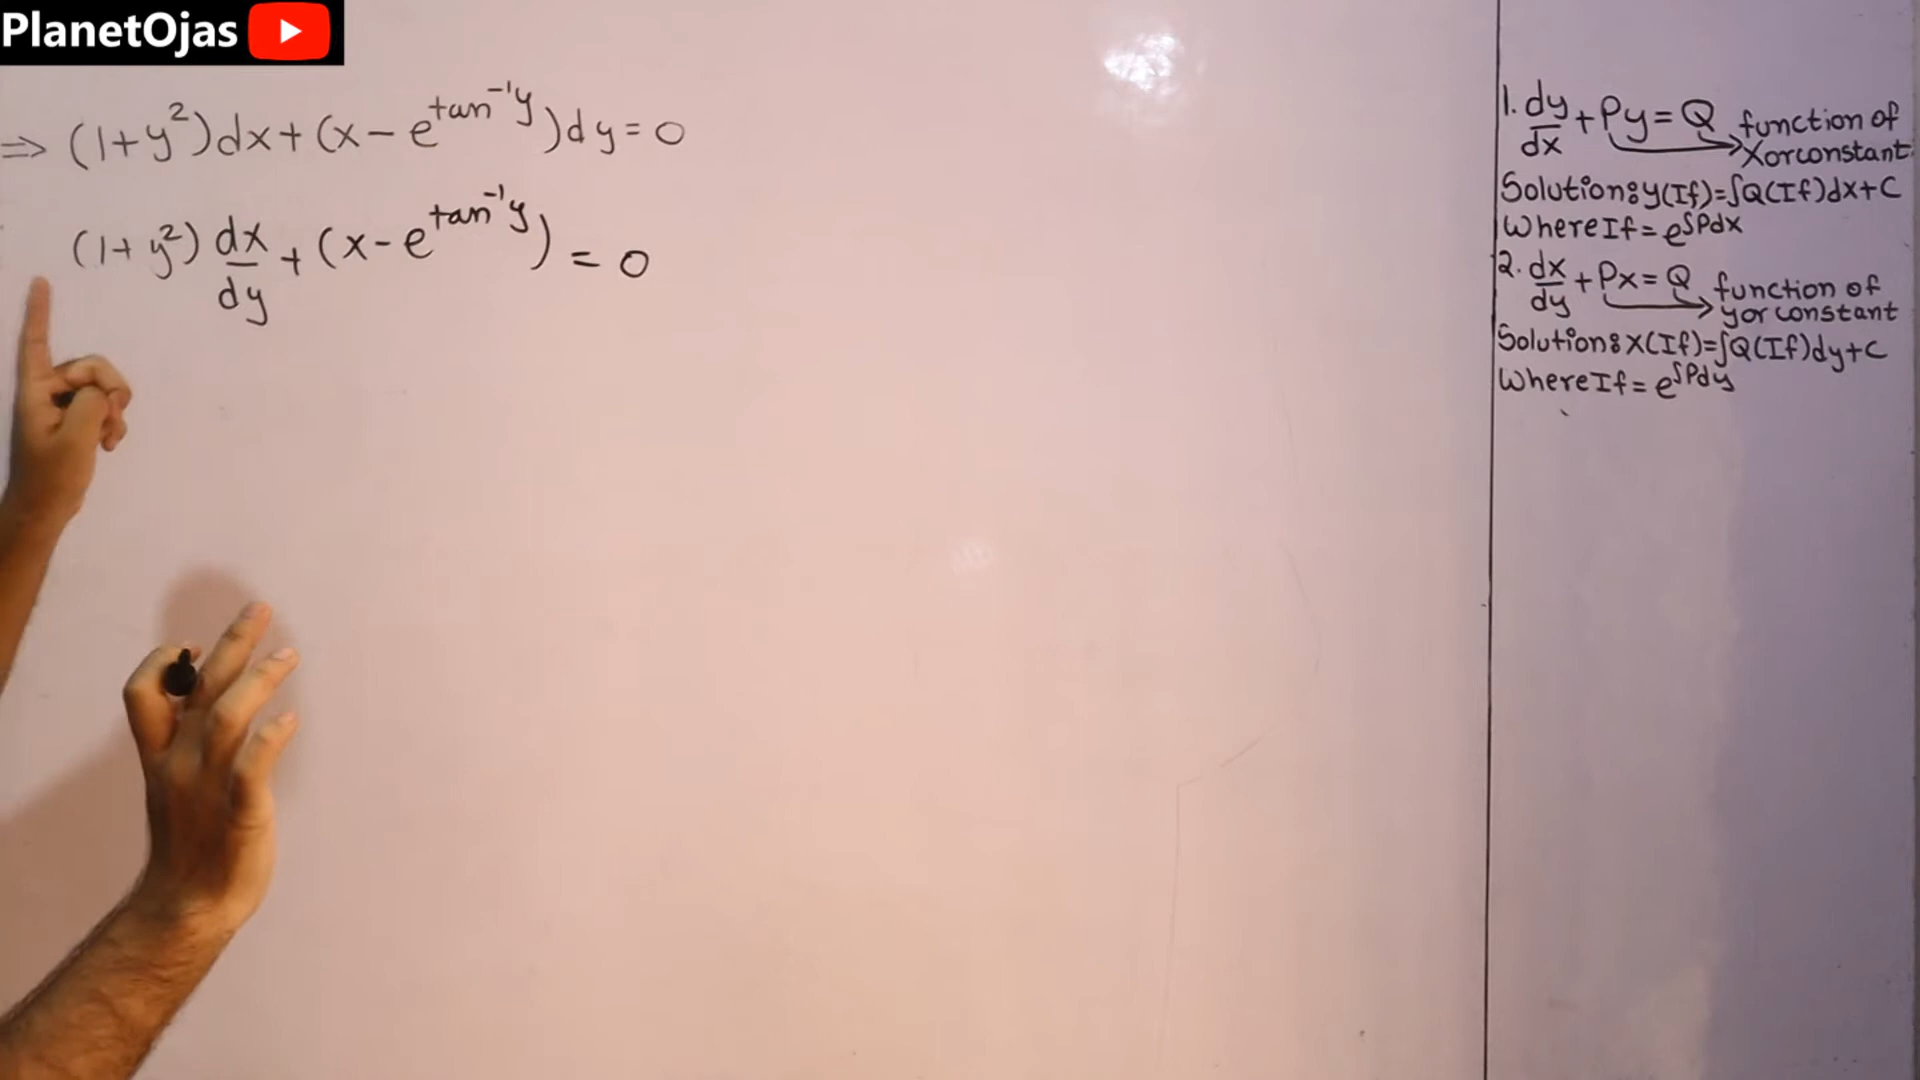 PlanetOjas
⇒ (1+y²)dx+(x-e^{tan⁻¹y})dy=0
(1+y²) dx/dy + (x-e^{tan⁻¹y}) = 0
1. dy/dx + Py = Q function of
X or constant
Solution: y(If)=∫Q(If)dx+C
Where If = e^{∫Pdx}
2. dx/dy + Px = Q function of
y or constant
Solution: X(If)=∫Q(If)dy+C
Where If = e^{∫Pdy}